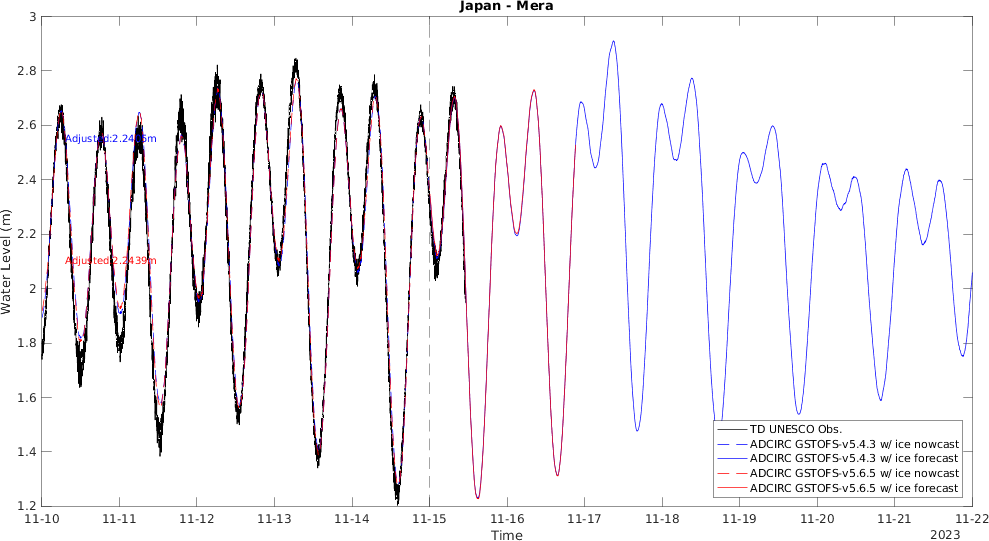 Japan - Mera
3
2.8
2.6
2.4
2.2
2
1.8
1.6
1.4
1.2
Water Level (m)
Adjusted:
Adjusted:2.2439m
TD UNESCO Obs.
ADCIRC GSTOFS-v5.4.3 w/ ice nowcast
ADCIRC GSTOFS-v5.4.3 w/ ice forecast
ADCIRC GSTOFS-v5.6.5 w/ ice nowcast
ADCIRC GSTOFS-v5.6.5 w/ ice forecast
11-10 11-11 11-12 11-13 11-14 11-15 11-16 11-17 11-18 11-19 11-20 11-21 11-22
Time
2023